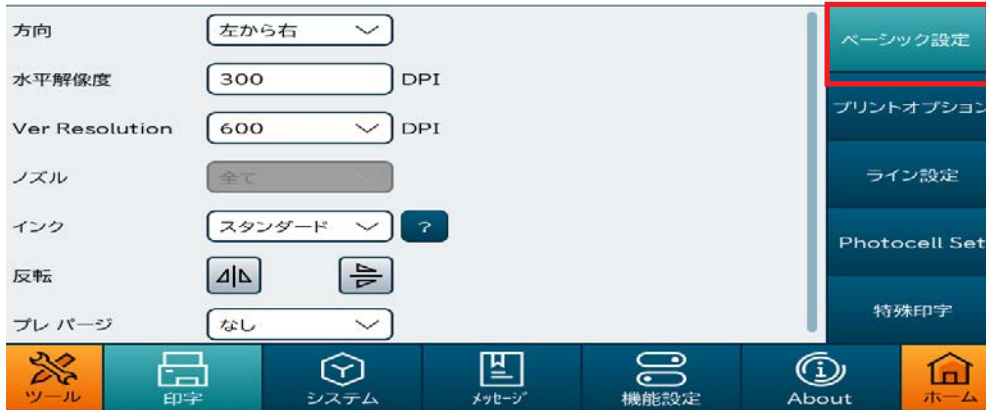 方向 左から右
水平解像度 300 DPI
Ver Resolution 600 DPI
ノズル 全て
インク スタンダード ?
反転
プレ パージ なし
ベーシック設定
プリントオプション
ライン設定
Photocell Set
特殊印字
ツール 印字 システム メッセージ 機能設定 About ホーム